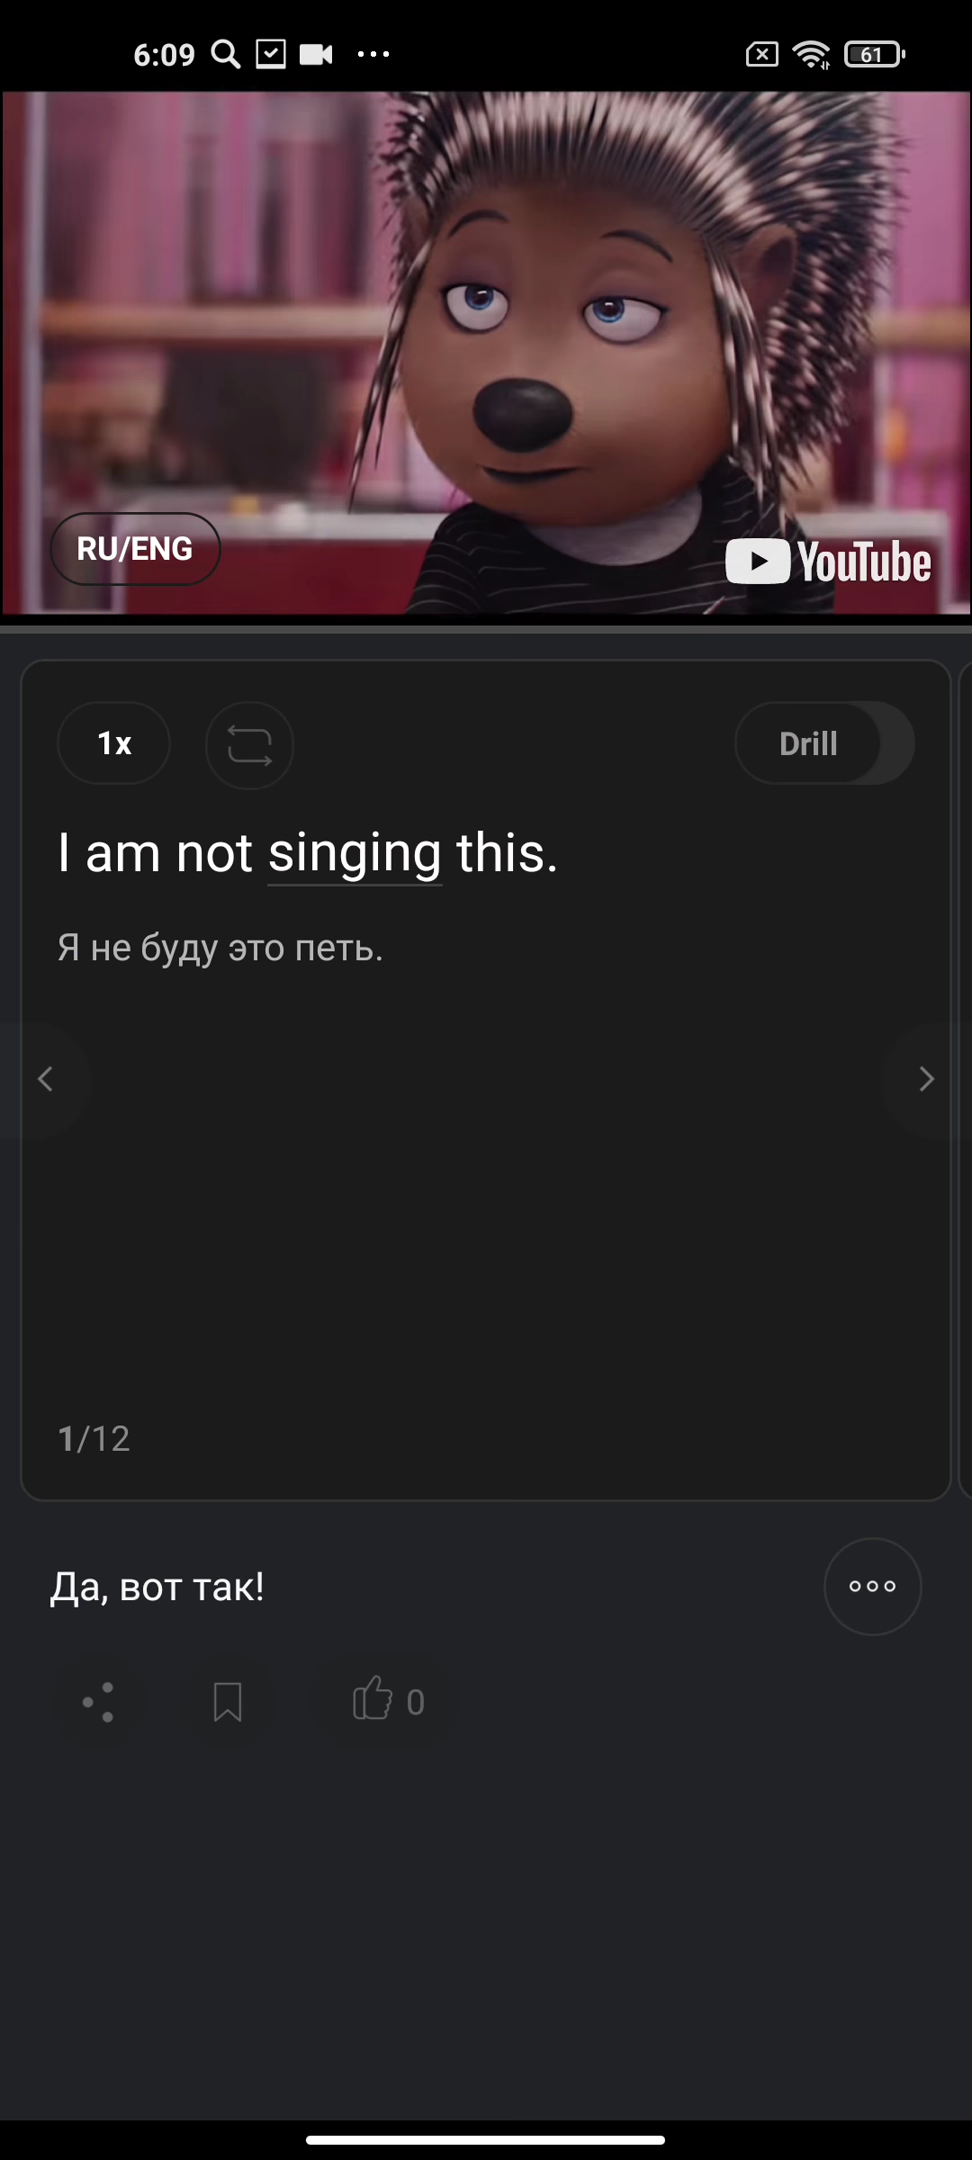 6:09
61
RU/ENG
YouTube
1x
Drill
I am not singing this.
Я не буду это петь.
1/12
Да, вот так!
0